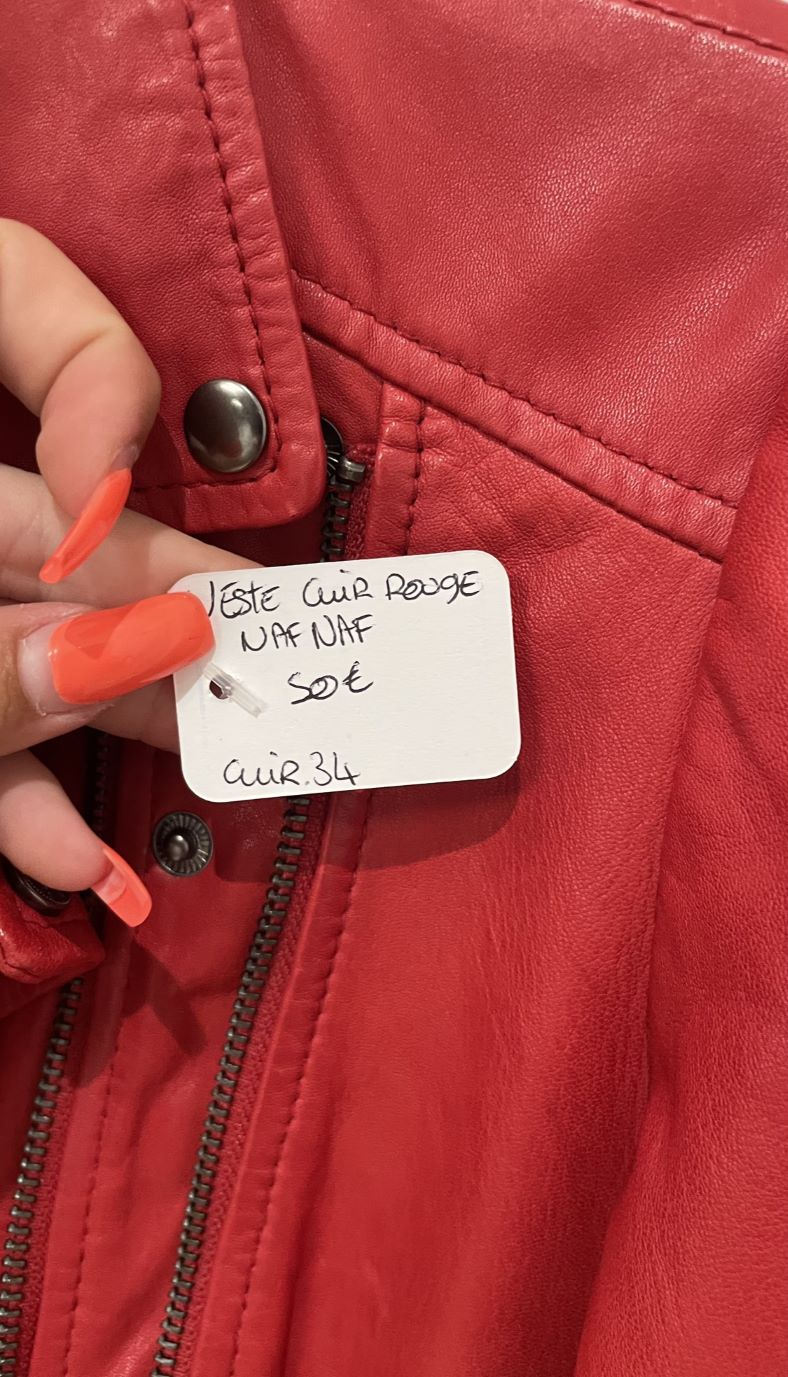 VESTE CUIR ROUGE
NAF NAF
50€
CUIR.34